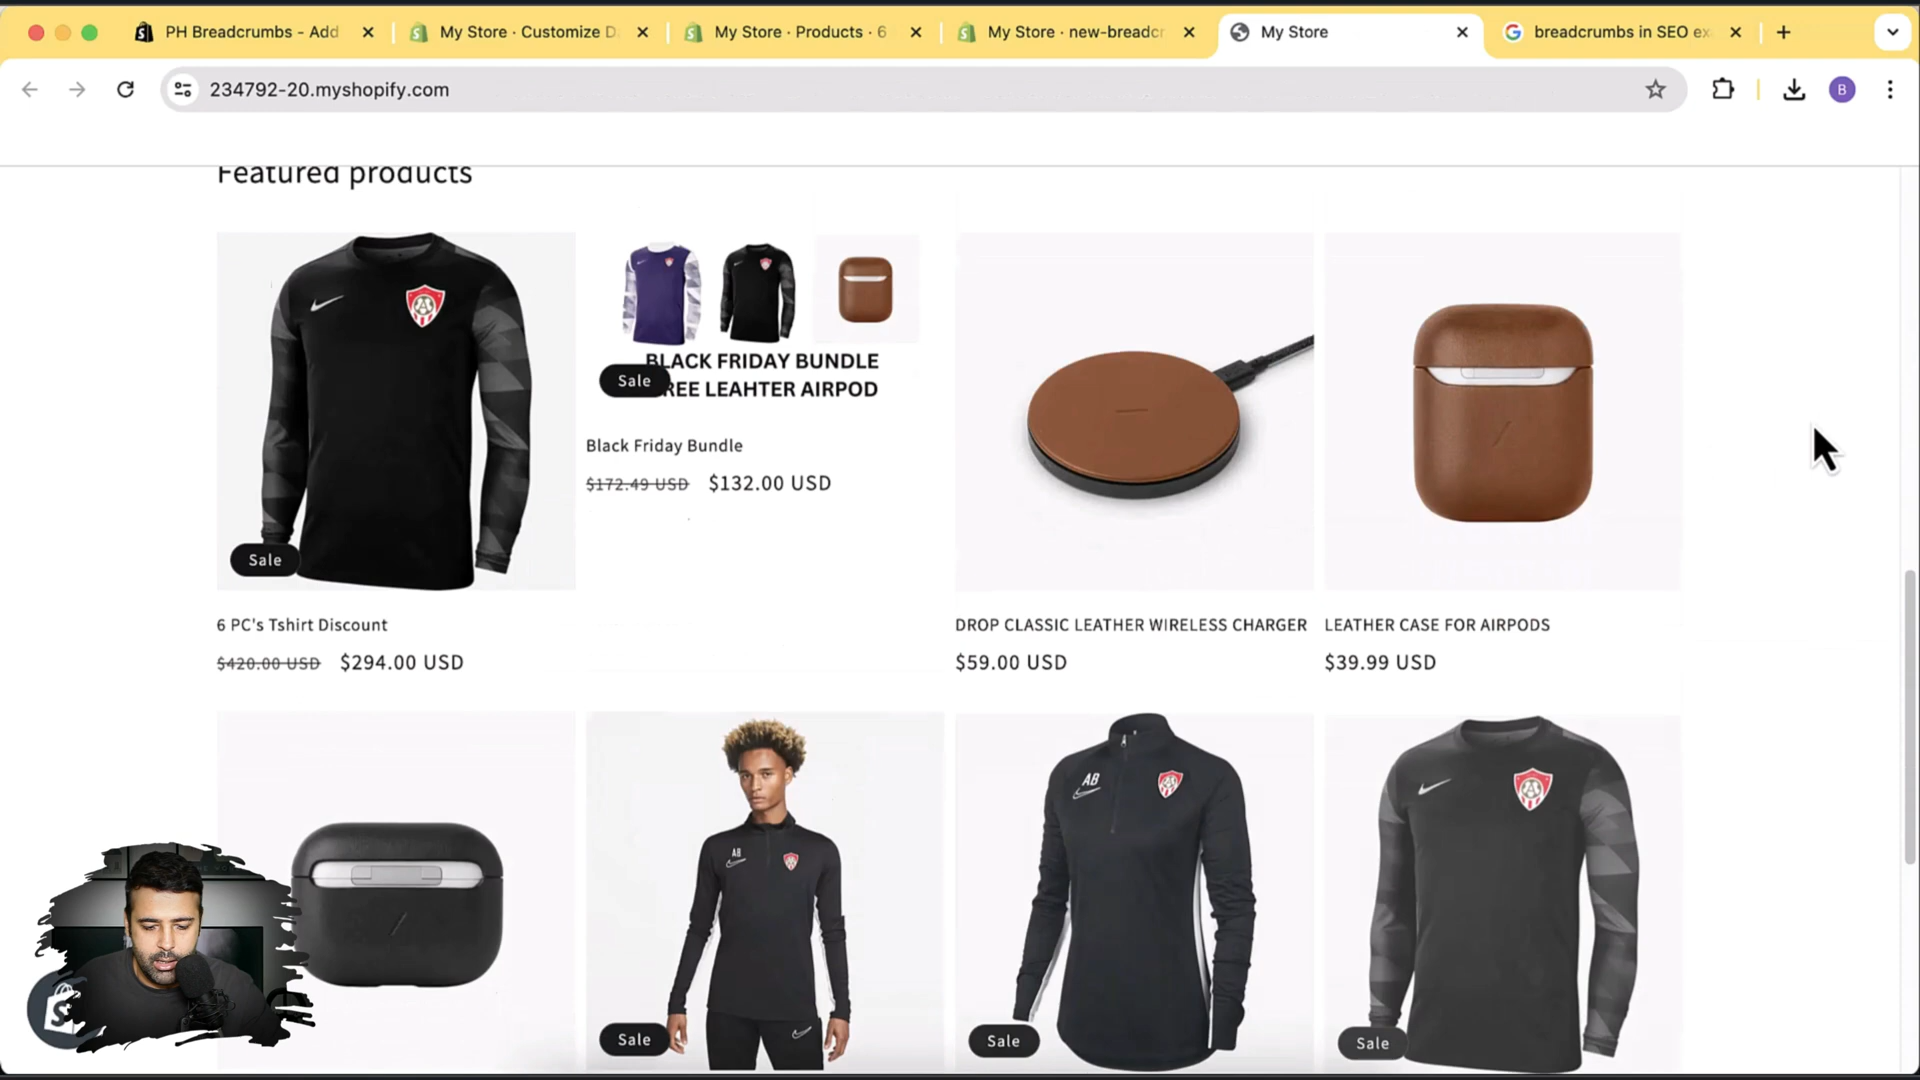 PH Breadcrumbs - Add
My Store · Customize D
My Store · Products · 6
My Store · new-breadcr
My Store
breadcrumbs in SEO ex
234792-20.myshopify.com
B
Featured products
BLACK FRIDAY BUNDLE
REE LEAHTER AIRPOD
Sale
Black Friday Bundle
$172.49 USD $132.00 USD
Sale
6 PC's Tshirt Discount
$420.00 USD $294.00 USD
DROP CLASSIC LEATHER WIRELESS CHARGER
$59.00 USD
LEATHER CASE FOR AIRPODS
$39.99 USD
AB
AB
Sale
Sale
Sale